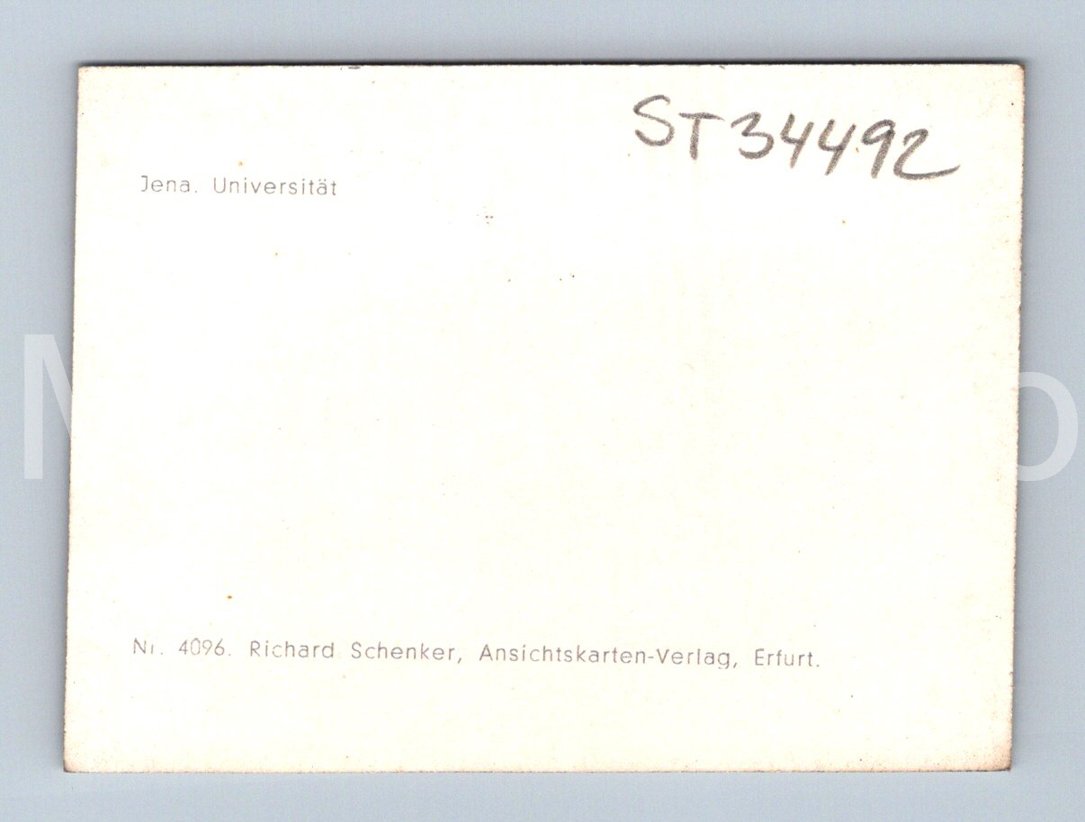 ST34492
Jena. Universität
Nr. 4096. Richard Schenker, Ansichtskarten-Verlag, Erfurt.